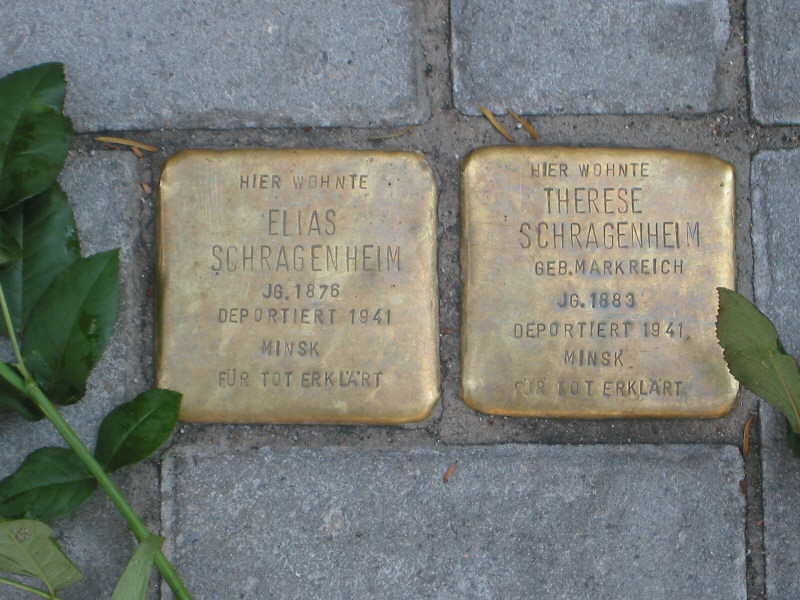 HIER WOHNTE
ELIAS
SCHRAGENHEIM
JG. 1876
DEPORTIERT 1941
MINSK
FÜR TOT ERKLÄRT
HIER WOHNTE
THERESE
SCHRAGENHEIM
GEB. MARKREICH
JG. 1883
DEPORTIERT 1941
MINSK
FÜR TOT ERKLÄRT